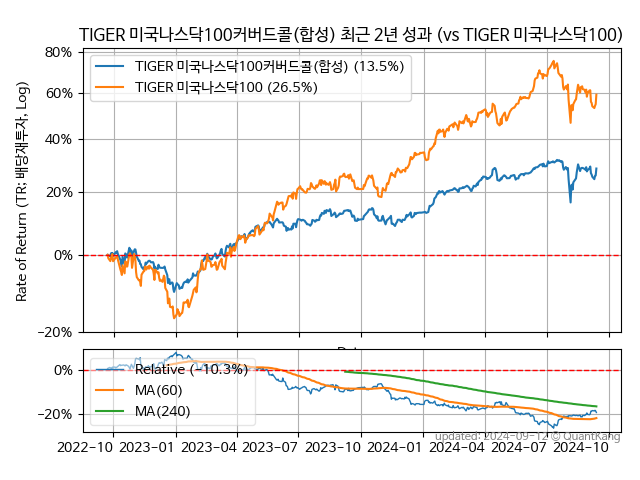 TIGER 미국나스닥100커버드콜(합성) 최근 2년 성과 (vs TIGER 미국나스닥100)
80%
60%
40%
20%
0%
−20%
Rate of Return (TR: 배당재투자, Log)
TIGER 미국나스닥100커버드콜(합성) (13.5%)
TIGER 미국나스닥100 (26.5%)
0%
−20%
Relative (−10.3%)
MA(60)
MA(240)
updated: 2024-09-12 © QuantKang
2022-10 2023-01 2023-04 2023-07 2023-10 2024-01 2024-04 2024-07 2024-10